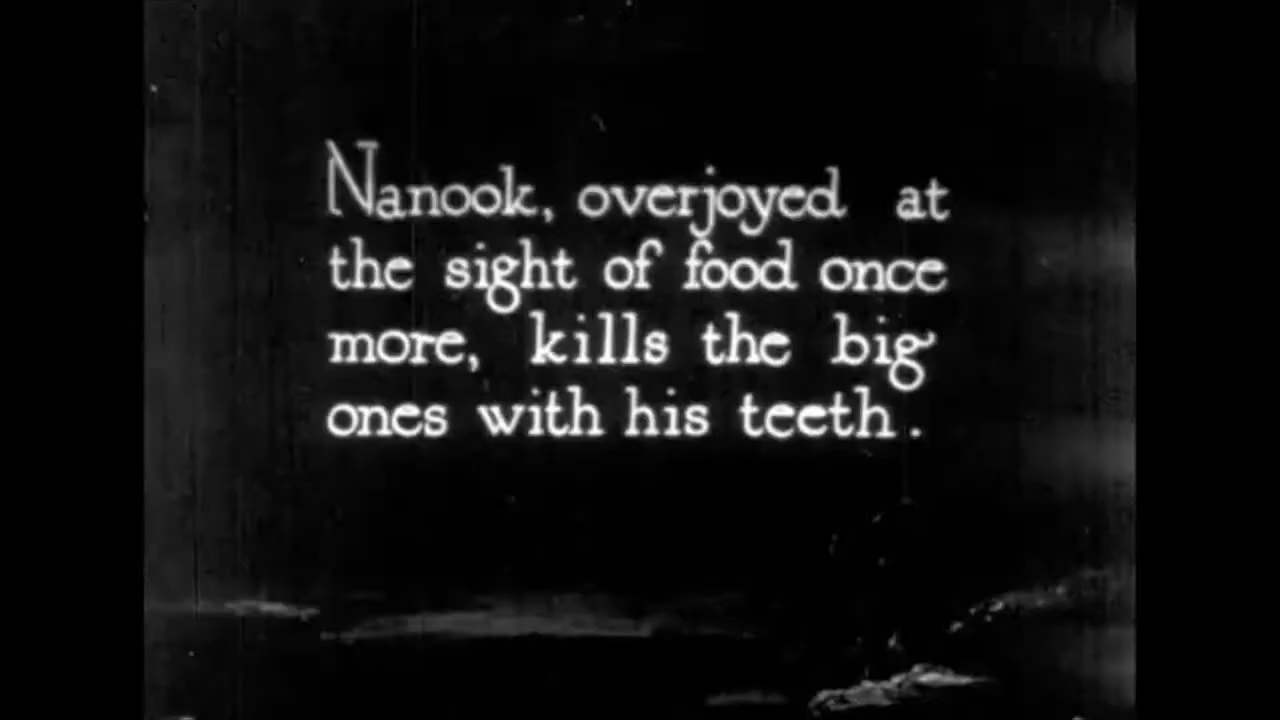 Nanook, overjoyed at
the sight of food once
more, kills the big
ones with his teeth.